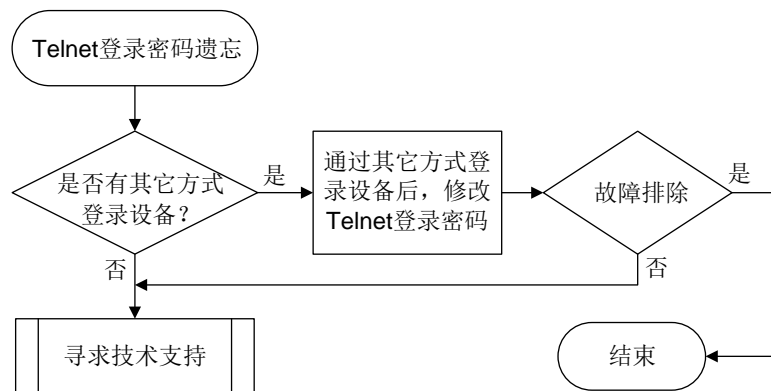 Telnet登录密码遗忘
是否有其它方式
登录设备？
是
通过其它方式登
录设备后，修改
Telnet登录密码
故障排除
是
否
否
寻求技术支持
结束